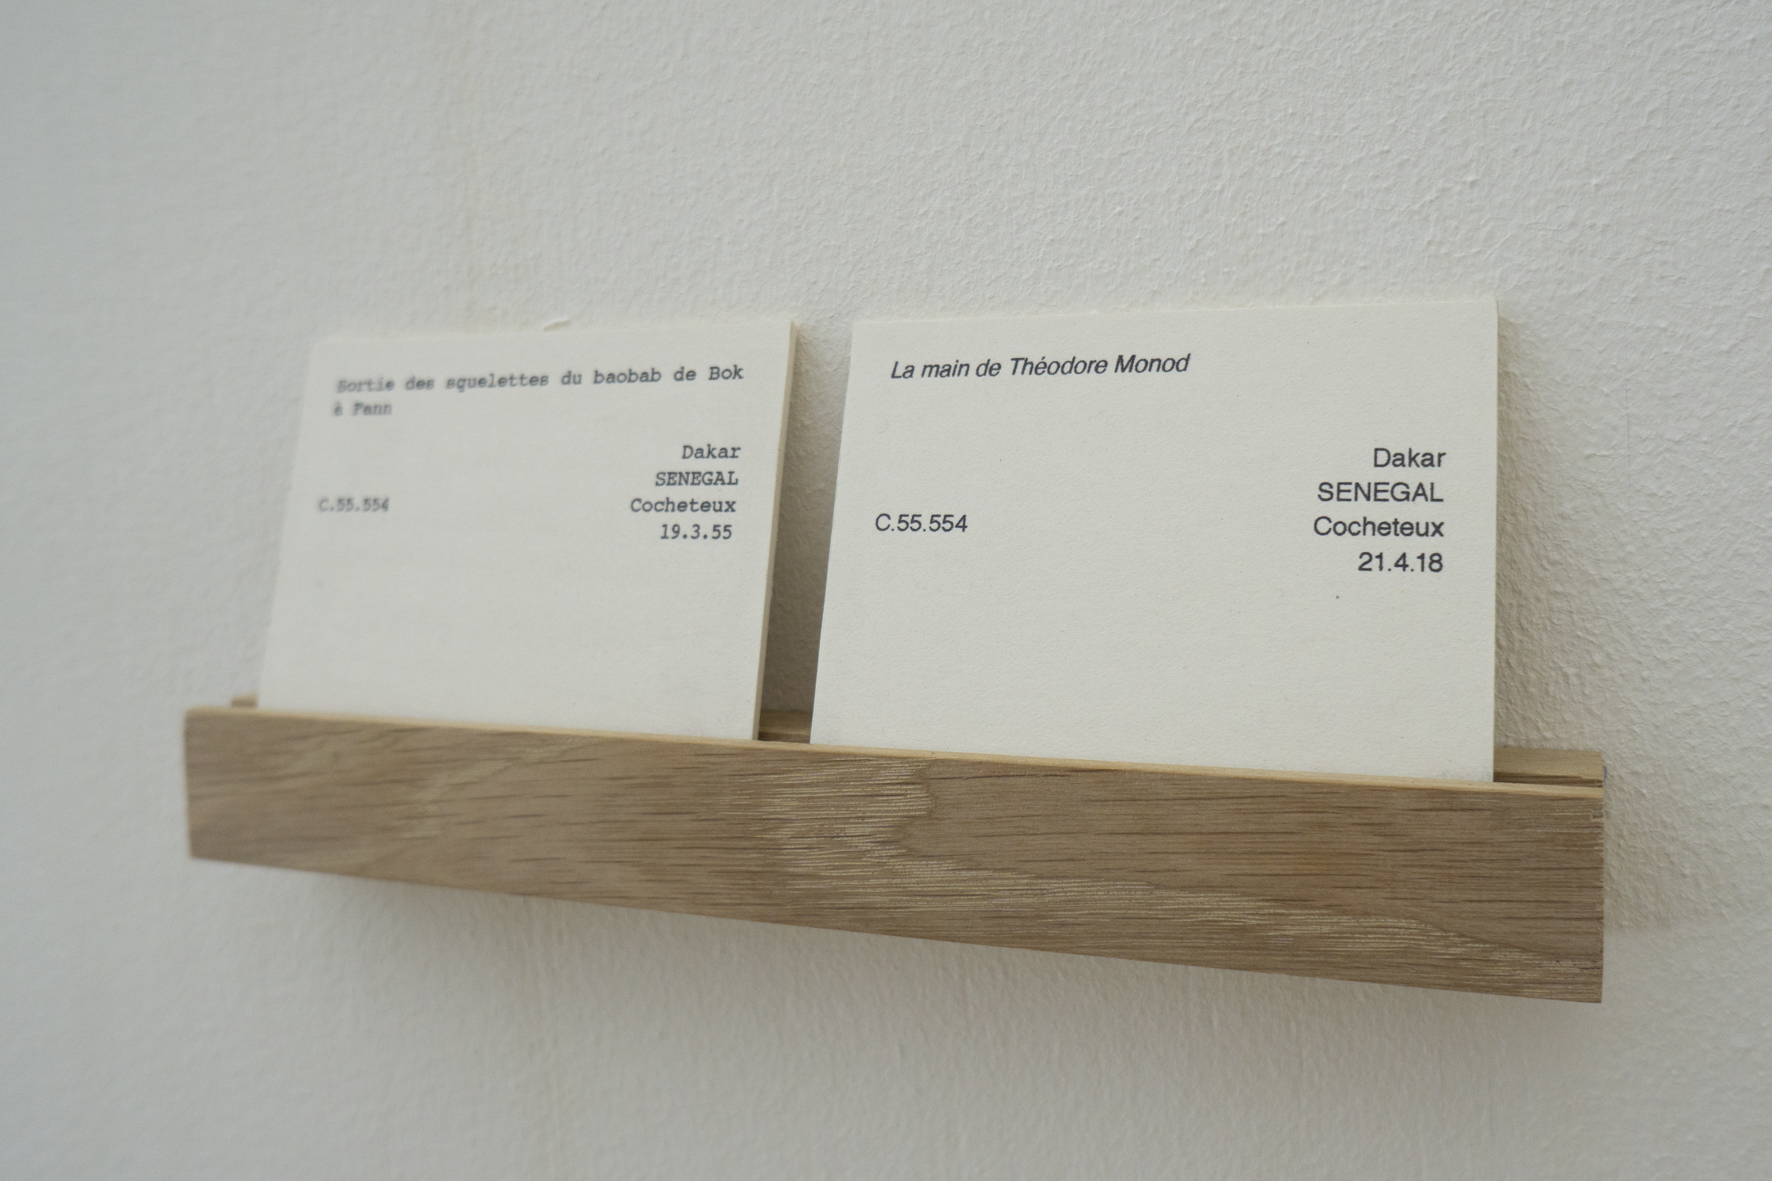 Sortie des squelettes du baobab de Bok
à Fann
Dakar
SENEGAL
C.55.554
Cocheteux
19.3.55
La main de Théodore Monod
Dakar
SENEGAL
C.55.554
Cocheteux
21.4.18